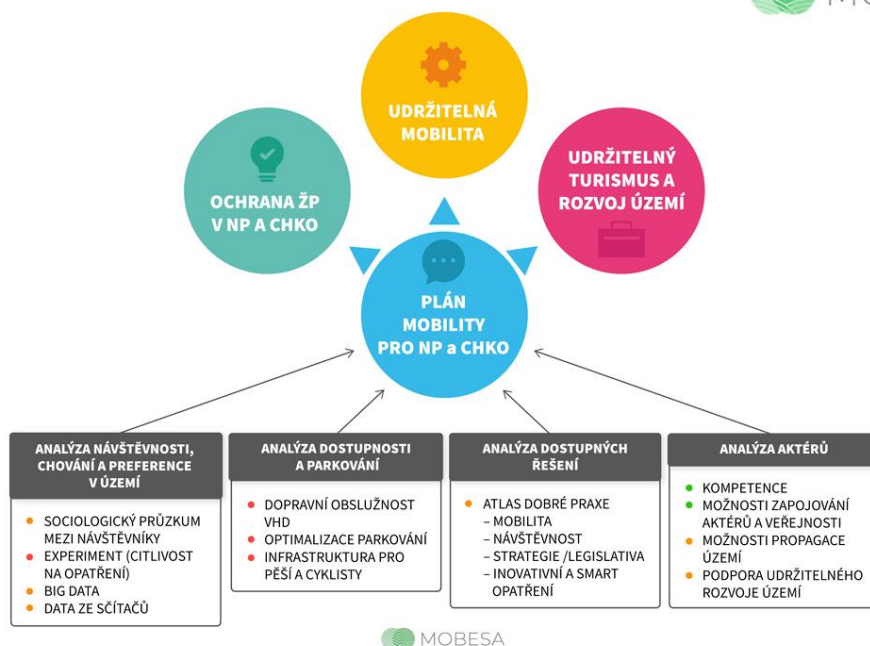 UDRŽITELNÁ
MOBILITA
OCHRANA ŽP
V NP A CHKO
UDRŽITELNÝ
TURISMUS A
ROZVOJ ÚZEMÍ
PLÁN
MOBILITY
PRO NP a CHKO
ANALÝZA NÁVŠTĚVNOSTI,
CHOVÁNÍ A PREFERENCE
V ÚZEMÍ
SOCIOLOGICKÝ PRŮZKUM
MEZI NÁVŠTĚVNÍKY
EXPERIMENT (CITLIVOST
NA OPATŘENÍ)
BIG DATA
DATA ZE SČÍTAČŮ
ANALÝZA DOSTUPNOSTI
A PARKOVÁNÍ
DOPRAVNÍ OBSLUŽNOST
VHD
OPTIMALIZACE PARKOVÁNÍ
INFRASTRUKTURA PRO
PĚŠÍ A CYKLISTY
ANALÝZA DOSTUPNÝCH
ŘEŠENÍ
ATLAS DOBRÉ PRAXE
– MOBILITA
– NÁVŠTĚVNOST
– STRATEGIE /LEGISLATIVA
– INOVATIVNÍ A SMART
OPATŘENÍ
ANALÝZA AKTÉRŮ
KOMPETENCE
MOŽNOSTI ZAPOJOVÁNÍ
AKTÉRŮ A VEŘEJNOSTI
MOŽNOSTI PROPAGACE
ÚZEMÍ
PODPORA UDRŽITELNÉHO
ROZVOJE ÚZEMÍ
MOBESA